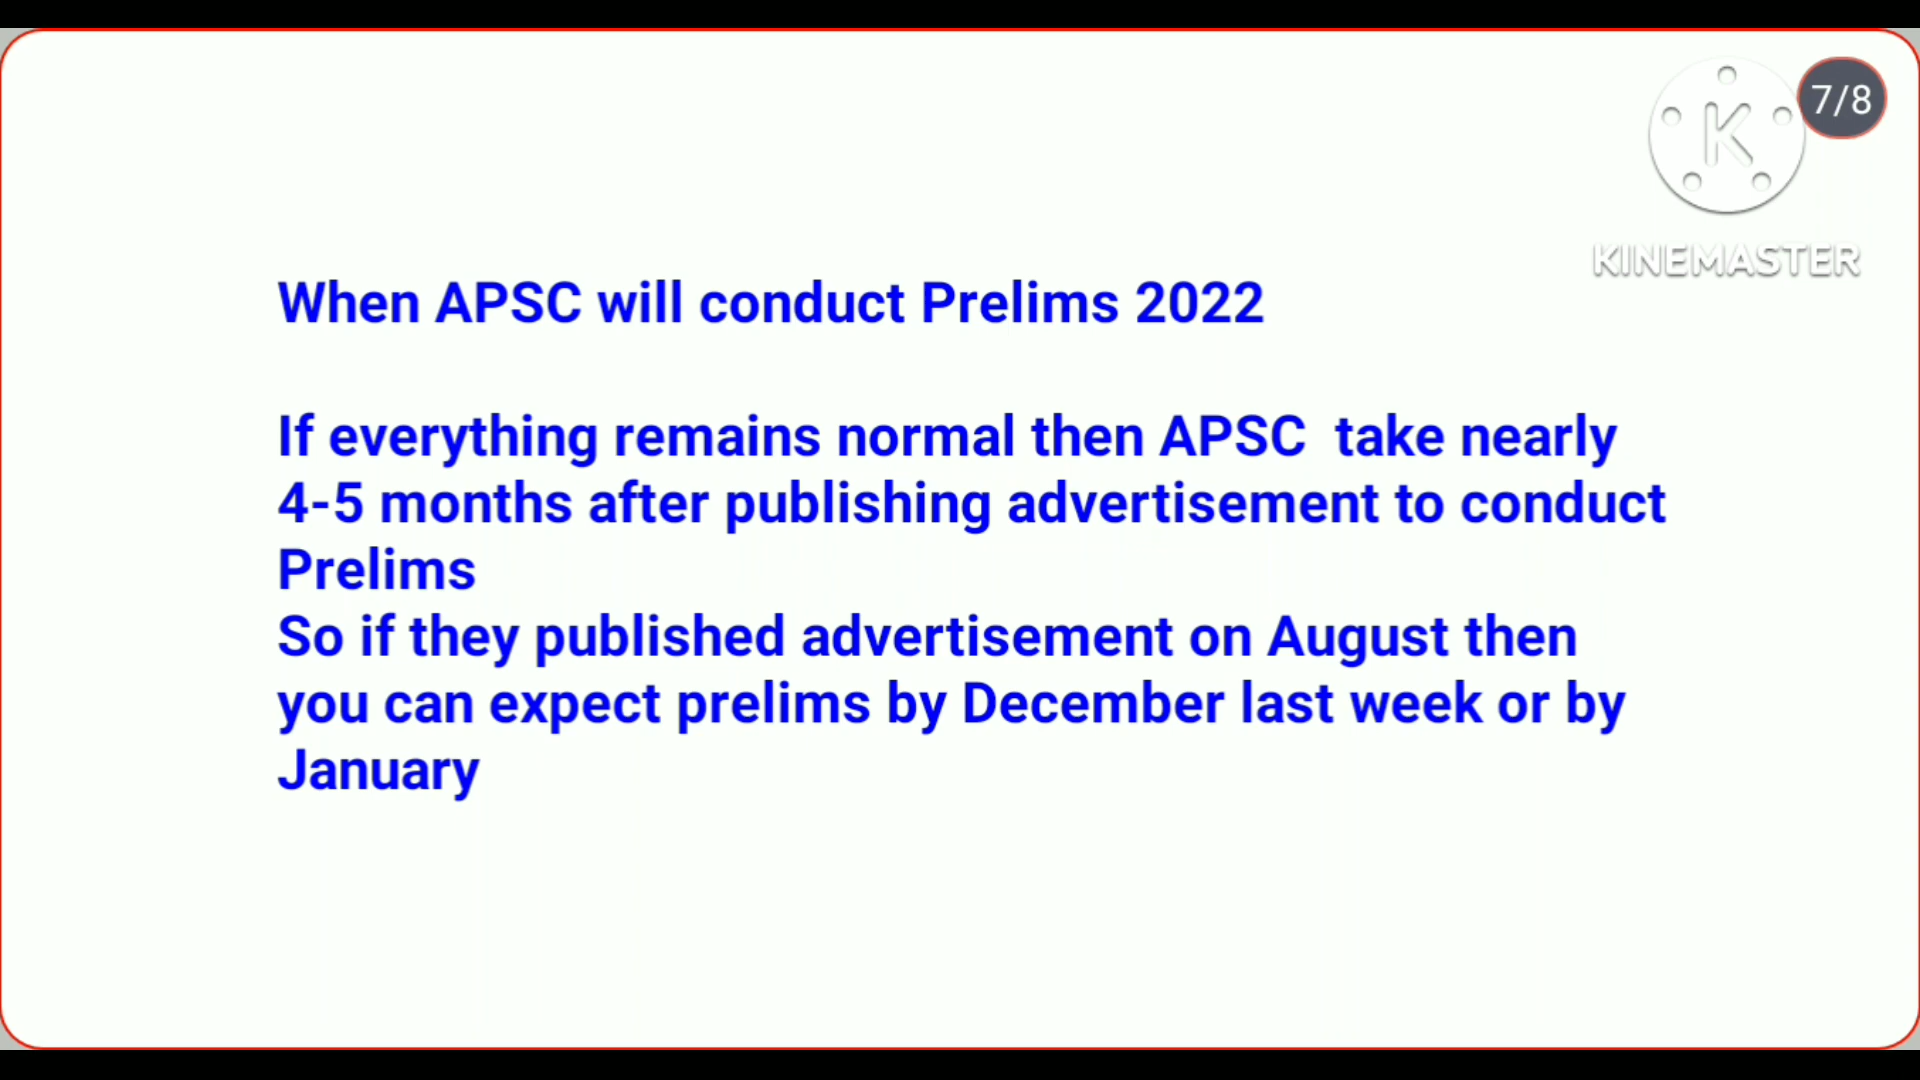 7/8
K
KINEMASTER
When APSC will conduct Prelims 2022
If everything remains normal then APSC  take nearly
4-5 months after publishing advertisement to conduct
Prelims
So if they published advertisement on August then
you can expect prelims by December last week or by
January